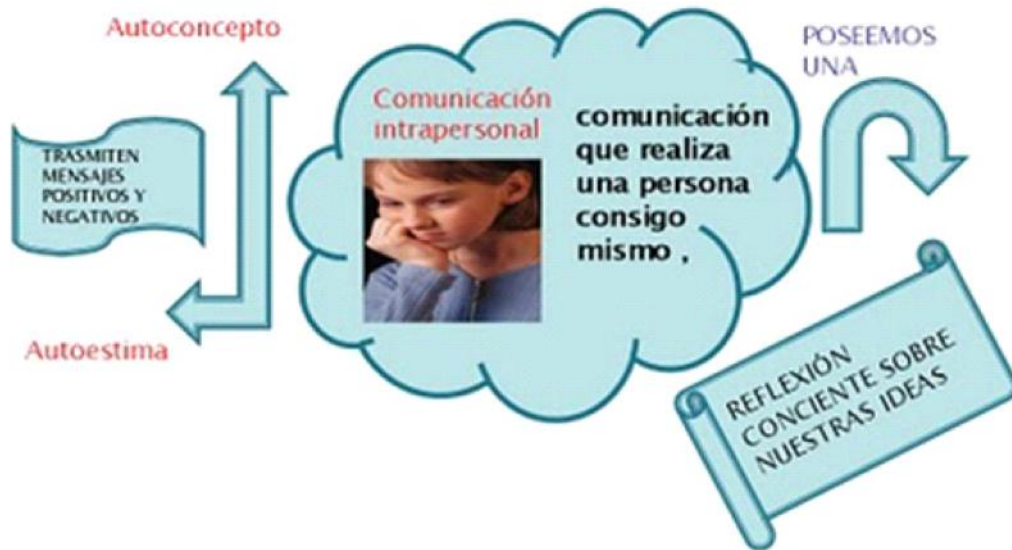 Autoconcepto
TRASMITEN
MENSAJES
POSITIVOS Y
NEGATIVOS
Autoestima
Comunicación
intrapersonal
comunicación
que realiza
una persona
consigo
mismo ,
POSEEMOS
UNA
REFLEXIÓN
CONCIENTE SOBRE
NUESTRAS IDEAS